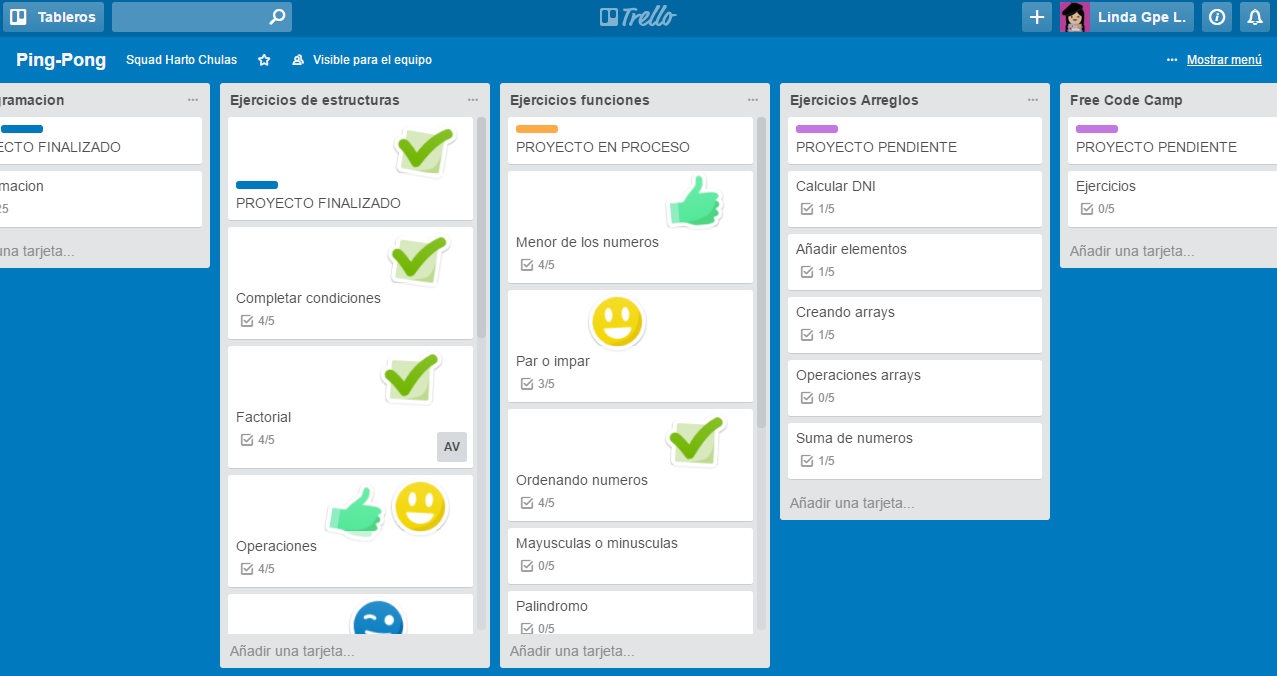 Tableros
Trello
Linda Gpe L.
Ping-Pong
Squad Harto Chulas
Visible para el equipo
Mostrar menú
gramacion
ECTO FINALIZADO
macion
25
una tarjeta...
Ejercicios de estructuras
PROYECTO FINALIZADO
Completar condiciones
4/5
Factorial
4/5
AV
Operaciones
4/5
Añadir una tarjeta...
Ejercicios funciones
PROYECTO EN PROCESO
Menor de los numeros
4/5
Par o impar
3/5
Ordenando numeros
4/5
Mayusculas o minusculas
0/5
Palindromo
0/5
Añadir una tarjeta...
Ejercicios Arreglos
PROYECTO PENDIENTE
Calcular DNI
1/5
Añadir elementos
1/5
Creando arrays
1/5
Operaciones arrays
0/5
Suma de numeros
1/5
Añadir una tarjeta...
Free Code Camp
PROYECTO PENDIENTE
Ejercicios
0/5
Añadir una tarjeta...